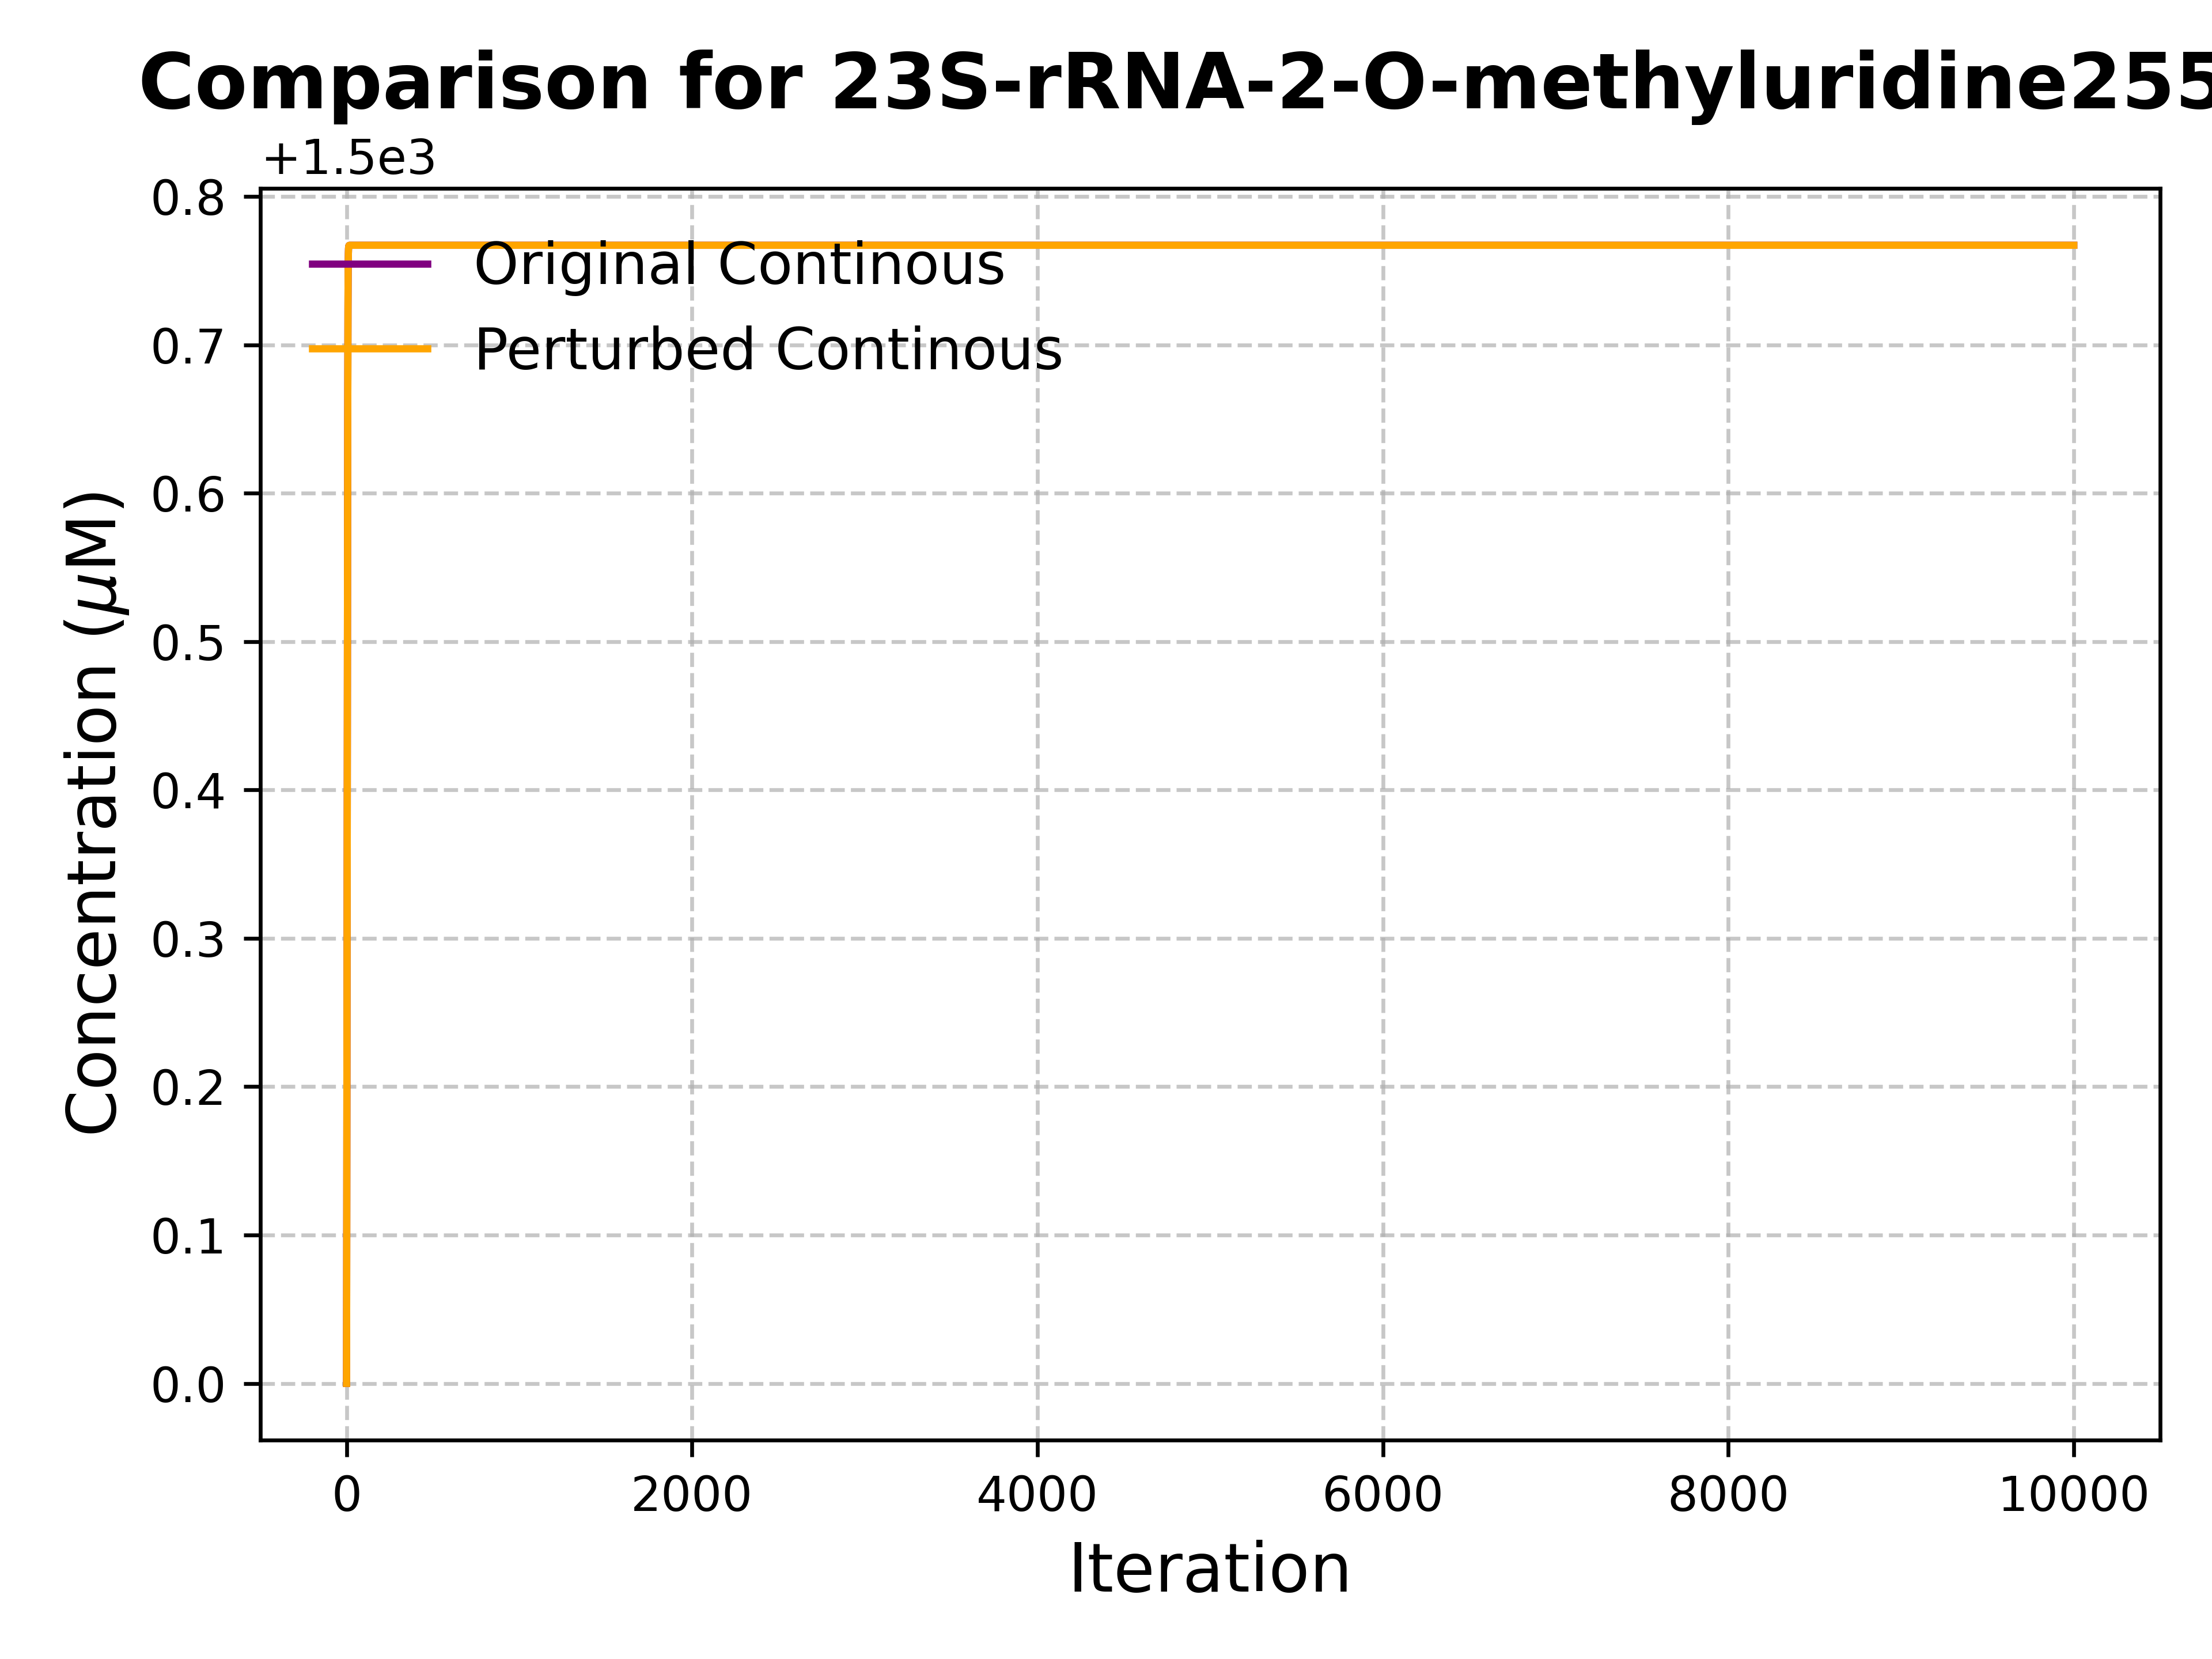 Comparison for 23S-rRNA-2-O-methyluridine255
+1.5e3
0.8
0.7
0.6
0.5
0.4
0.3
0.2
0.1
0.0
Concentration (μM)
Original Continous
Perturbed Continous
0 2000 4000 6000 8000 10000
Iteration